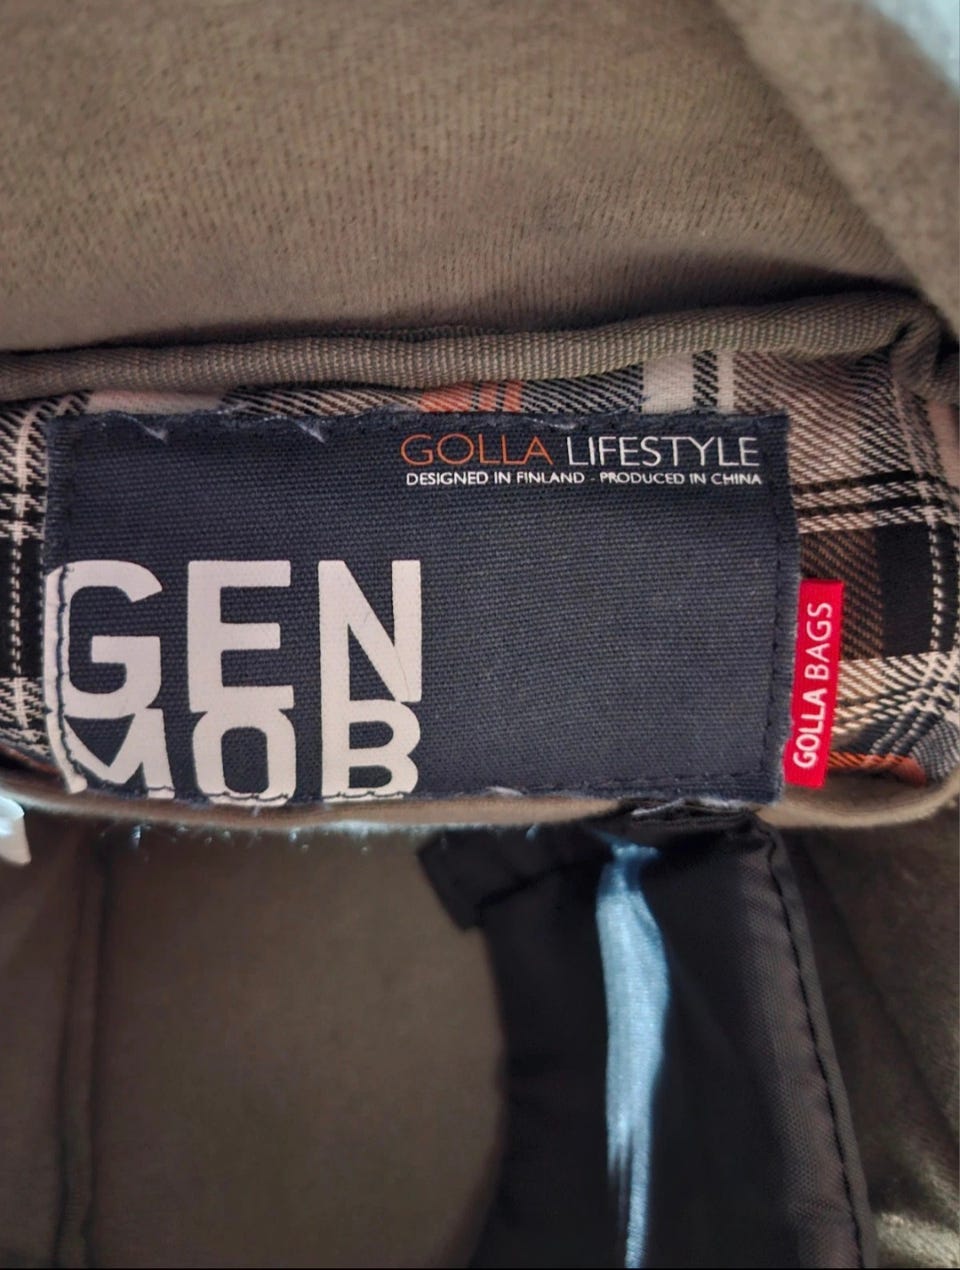 GOLLA LIFESTYLE
DESIGNED IN FINLAND - PRODUCED IN CHINA
GEN
MOB
GOLLA BAGS